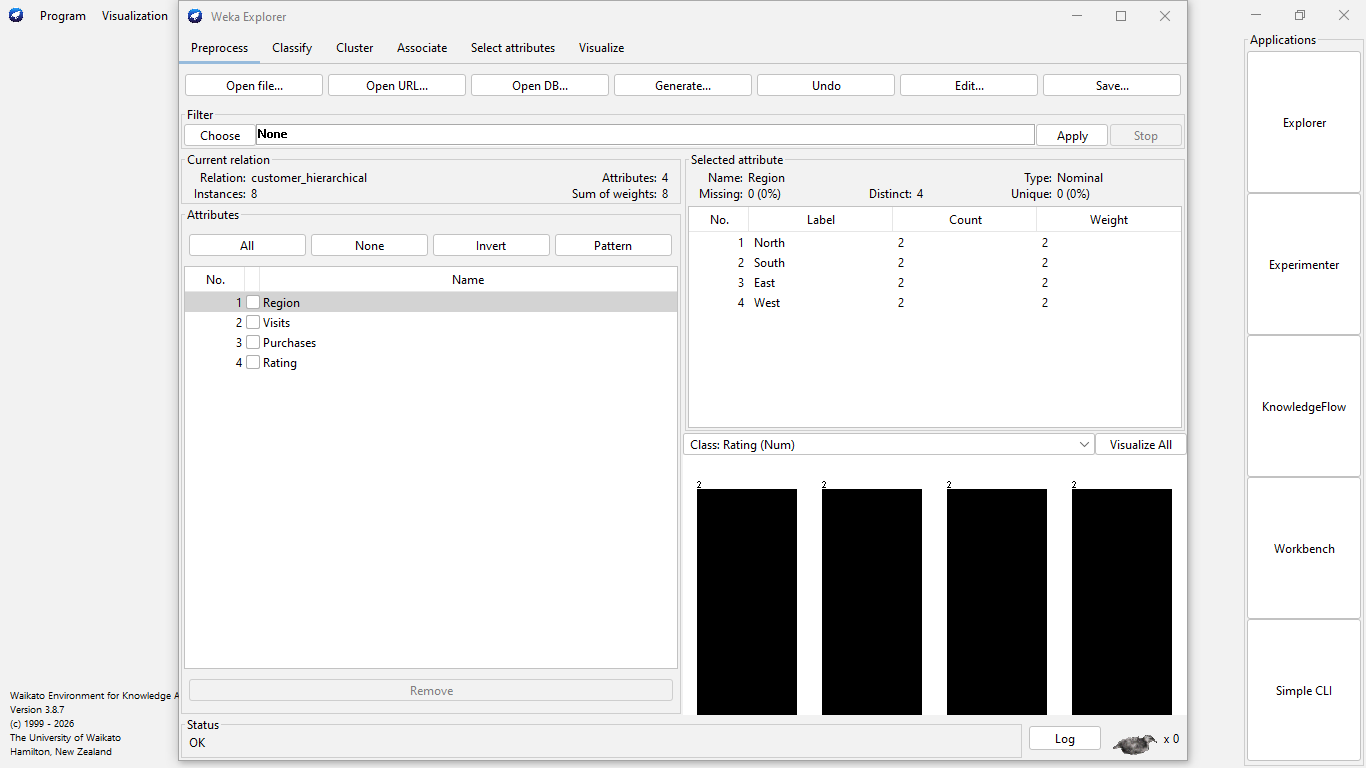 Program Visualization
Weka Explorer
Preprocess Classify Cluster Associate Select attributes Visualize
Open file... Open URL... Open DB... Generate... Undo Edit... Save...
Filter
Choose None Apply Stop
Current relation
Relation: customer_hierarchical Attributes: 4
Instances: 8 Sum of weights: 8
Attributes
All None Invert Pattern
No. Name
1 Region
2 Visits
3 Purchases
4 Rating
Remove
Selected attribute
Name: Region Type: Nominal
Missing: 0 (0%) Distinct: 4 Unique: 0 (0%)
No. Label Count Weight
1 North 2 2
2 South 2 2
3 East 2 2
4 West 2 2
Class: Rating (Num) Visualize All
2 2 2 2
Status
OK
Log x 0
Applications
Explorer
Experimenter
KnowledgeFlow
Workbench
Simple CLI
Waikato Environment for Knowledge A
Version 3.8.7
(c) 1999 - 2026
The University of Waikato
Hamilton, New Zealand